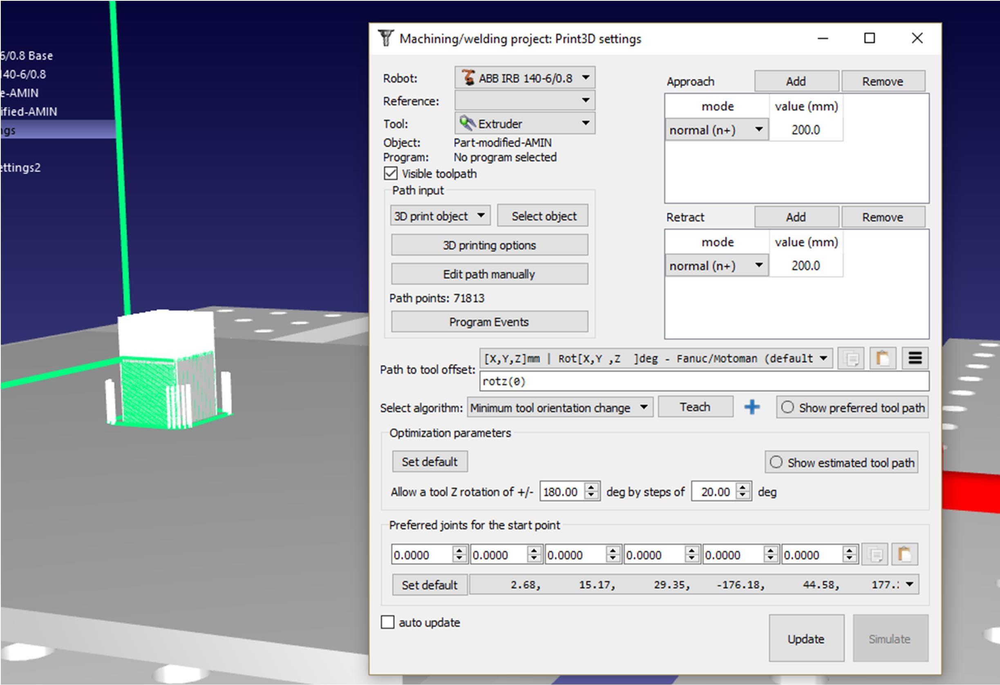 6/0.8 Base
140-6/0.8
e-AMIN
ified-AMIN
ngs
ettings2
Machining/welding project: Print3D settings
Robot: ABB IRB 140-6/0.8
Reference:
Tool: Extruder
Object: Part-modified-AMIN
Program: No program selected
Visible toolpath
Path input
3D print object Select object
3D printing options
Edit path manually
Path points: 71813
Program Events
Approach Add Remove
mode value (mm)
normal (n+) 200.0
Retract Add Remove
mode value (mm)
normal (n+) 200.0
Path to tool offset: [X,Y,Z]mm | Rot[X,Y ,Z ]deg - Fanuc/Motoman (default
rotz(0)
Select algorithm: Minimum tool orientation change Teach Show preferred tool path
Optimization parameters
Set default Show estimated tool path
Allow a tool Z rotation of +/- 180.00 deg by steps of 20.00 deg
Preferred joints for the start point
0.0000 0.0000 0.0000 0.0000 0.0000 0.0000
Set default 2.68, 15.17, 29.35, -176.18, 44.58, 177.
auto update
Update Simulate